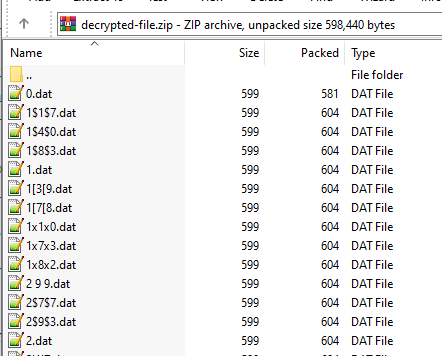 decrypted-file.zip - ZIP archive, unpacked size 598,440 bytes
Name Size Packed Type
.. File folder
0.dat 599 581 DAT File
1$1$7.dat 599 604 DAT File
1$4$0.dat 599 604 DAT File
1$8$3.dat 599 604 DAT File
1.dat 599 604 DAT File
1[3[9.dat 599 604 DAT File
1[7[8.dat 599 604 DAT File
1x1x0.dat 599 604 DAT File
1x7x3.dat 599 604 DAT File
1x8x2.dat 599 604 DAT File
2 9 9.dat 599 604 DAT File
2$7$7.dat 599 604 DAT File
2$9$3.dat 599 604 DAT File
2.dat 599 604 DAT File